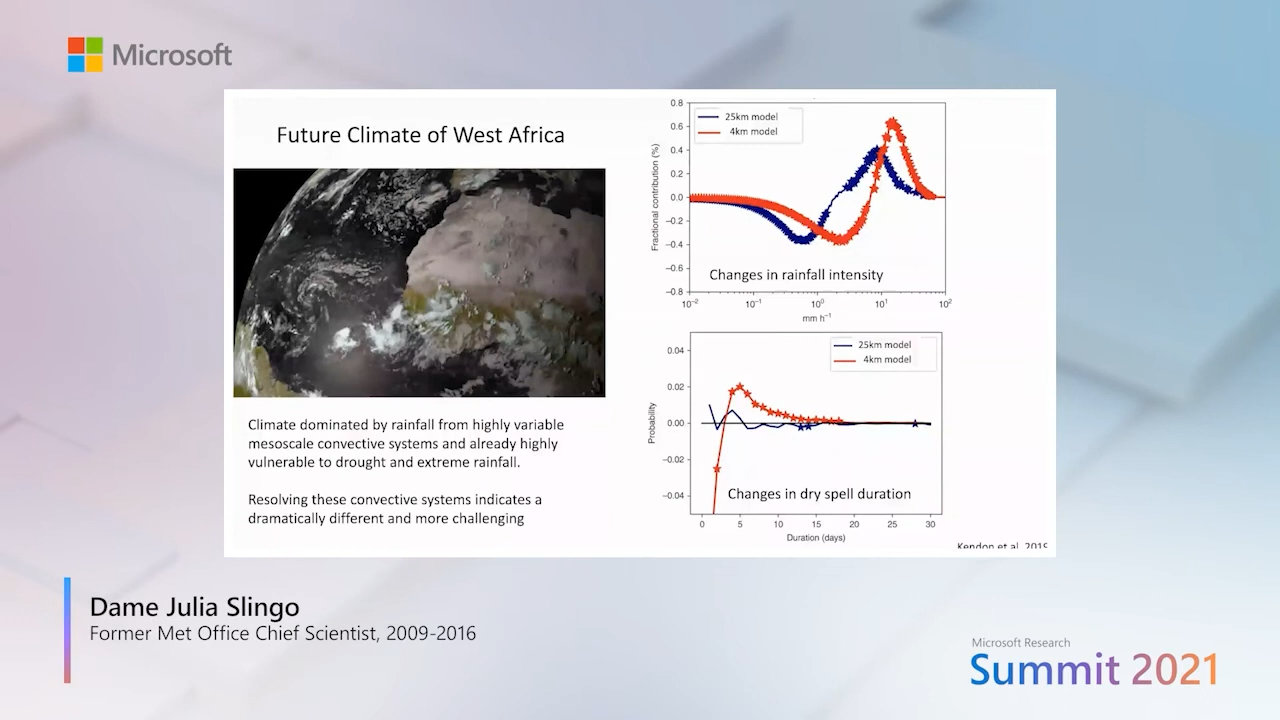 Microsoft
Future Climate of West Africa
Climate dominated by rainfall from highly variable
mesoscale convective systems and already highly
vulnerable to drought and extreme rainfall.
Resolving these convective systems indicates a
dramatically different and more challenging
25km model
4km model
Fractional contribution (%)
0.8
0.6
0.4
0.2
0.0
−0.2
−0.4
−0.6
−0.8
Changes in rainfall intensity
10⁻² 10⁻¹ 10⁰ 10¹ 10²
mm h⁻¹
25km model
4km model
Probability
0.04
0.02
0.00
−0.02
−0.04
Changes in dry spell duration
0 5 10 15 20 25 30
Duration (days)
Kendon et al. 2019
Dame Julia Slingo
Former Met Office Chief Scientist, 2009-2016
Microsoft Research
Summit 2021